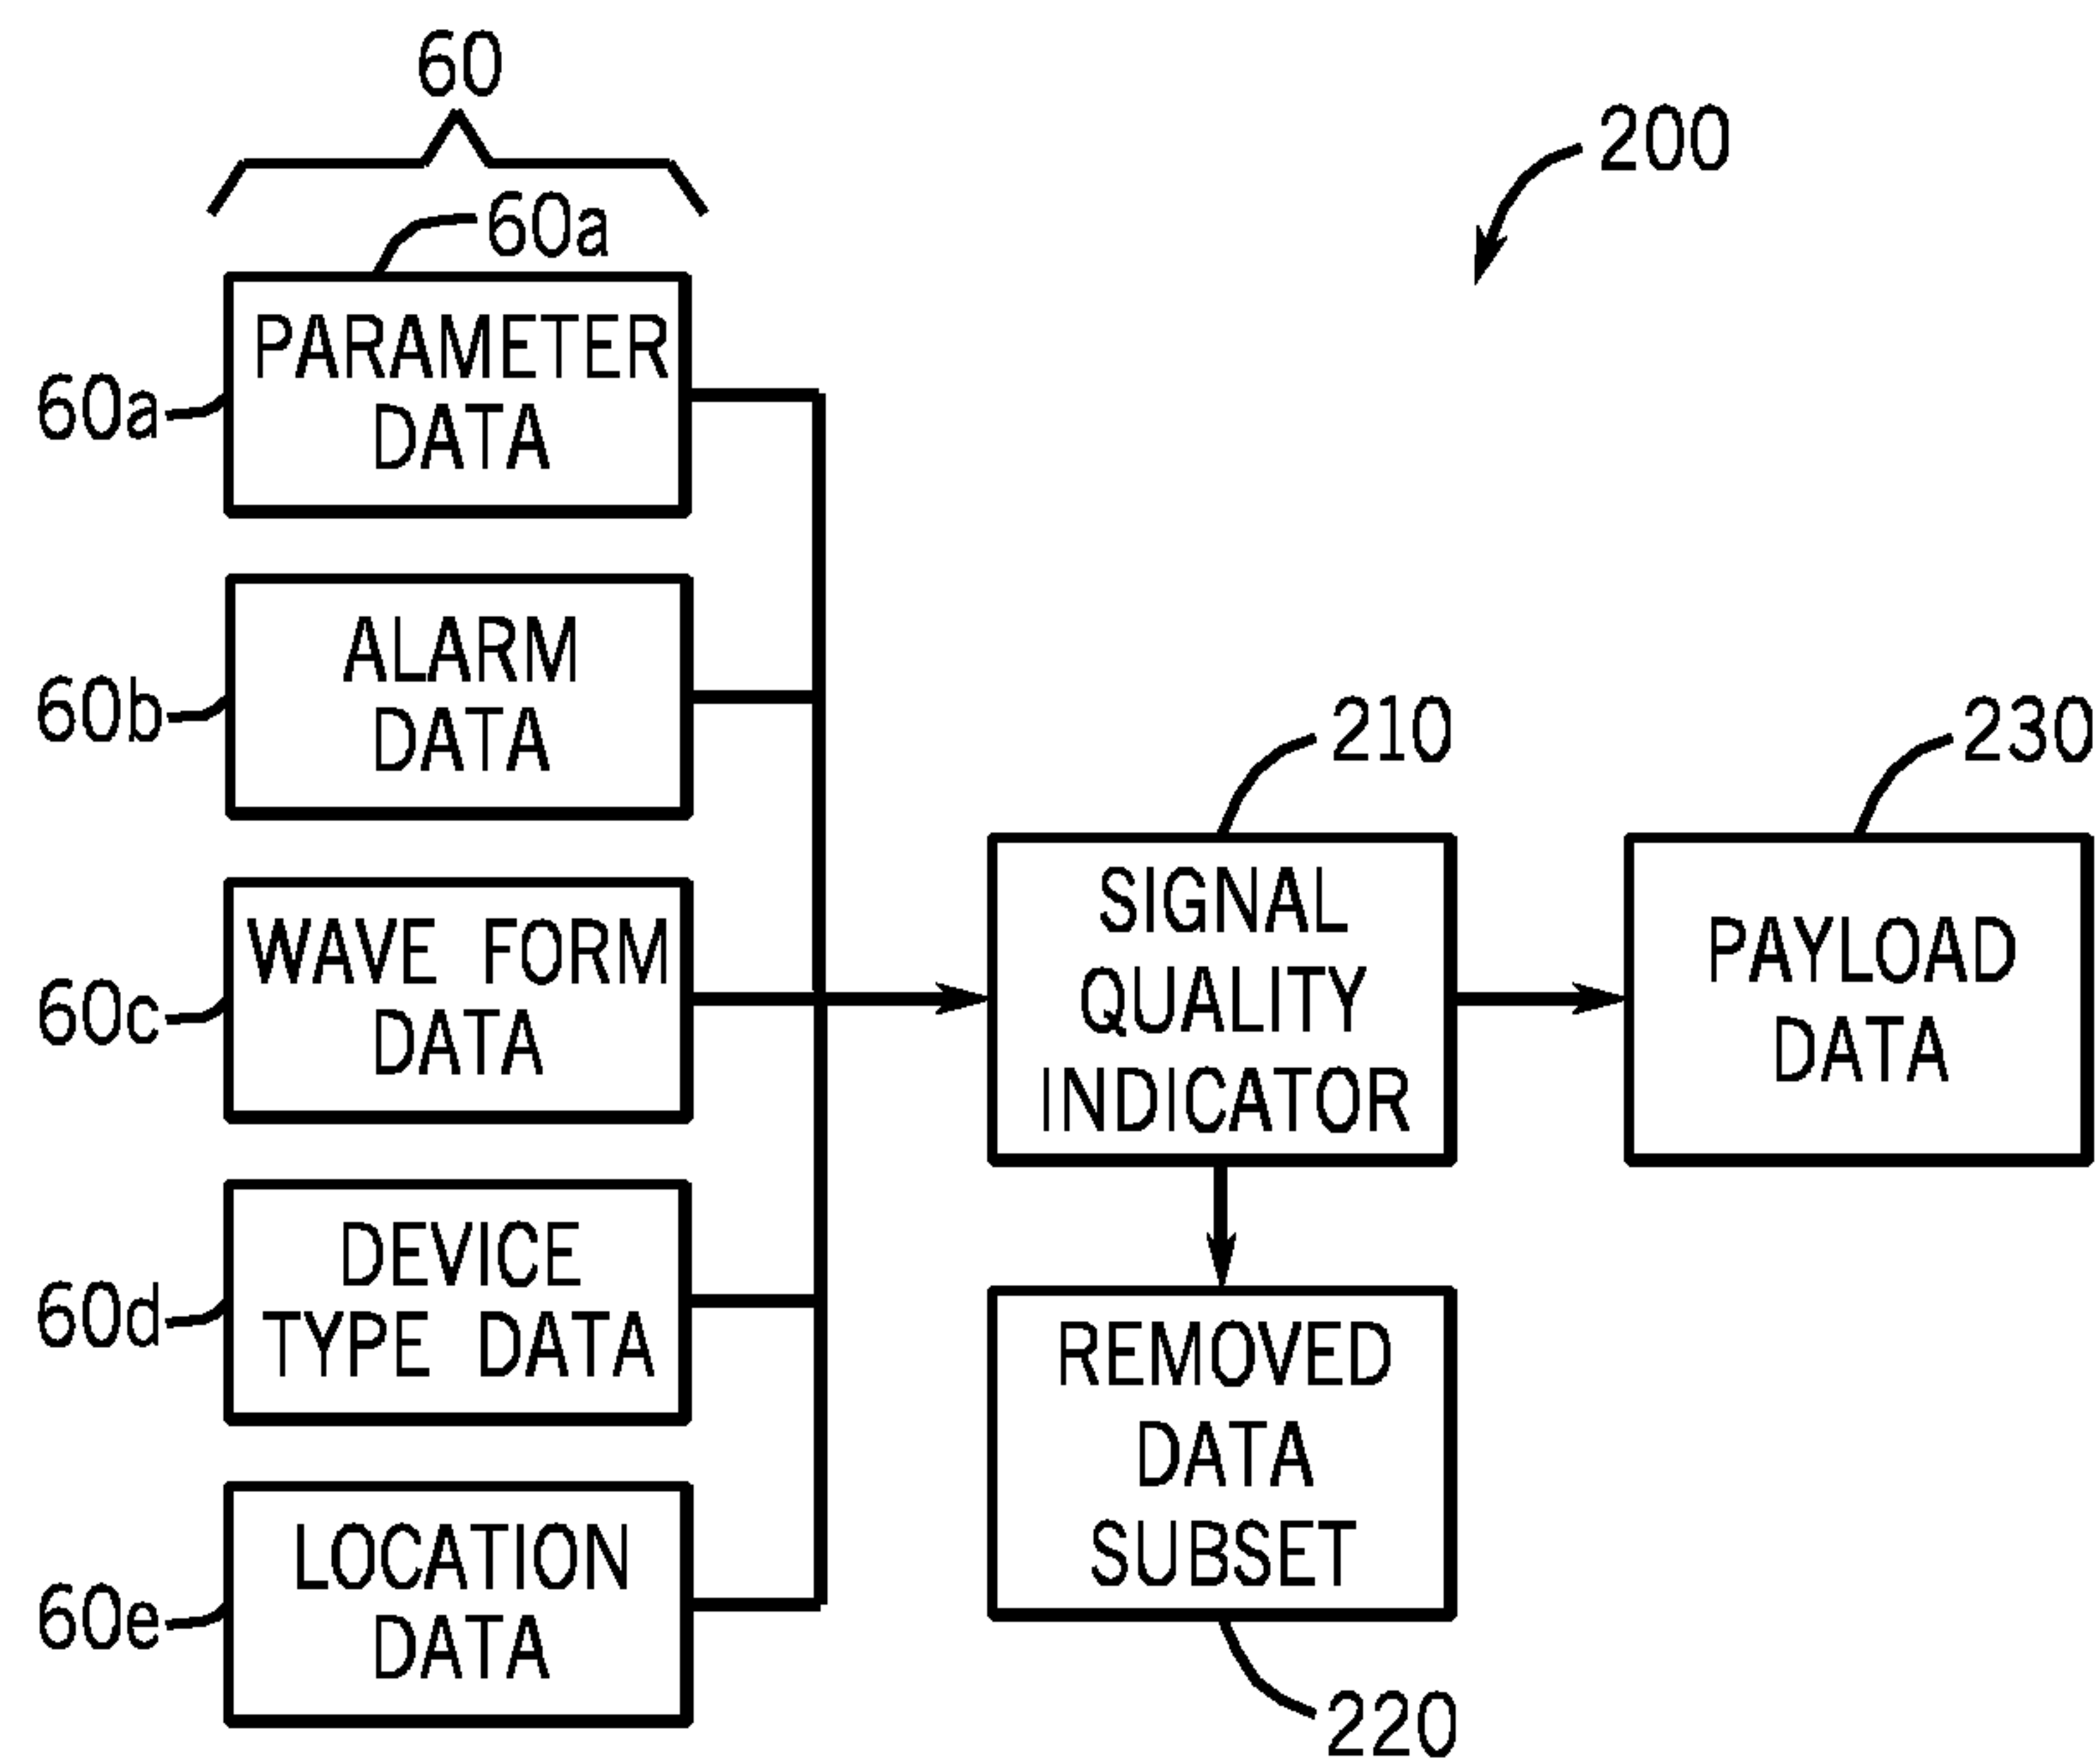 60
200
60a
60a
PARAMETER
DATA
60b
ALARM
DATA
60c
WAVE FORM
DATA
60d
DEVICE
TYPE DATA
60e
LOCATION
DATA
210
SIGNAL
QUALITY
INDICATOR
230
PAYLOAD
DATA
REMOVED
DATA
SUBSET
220